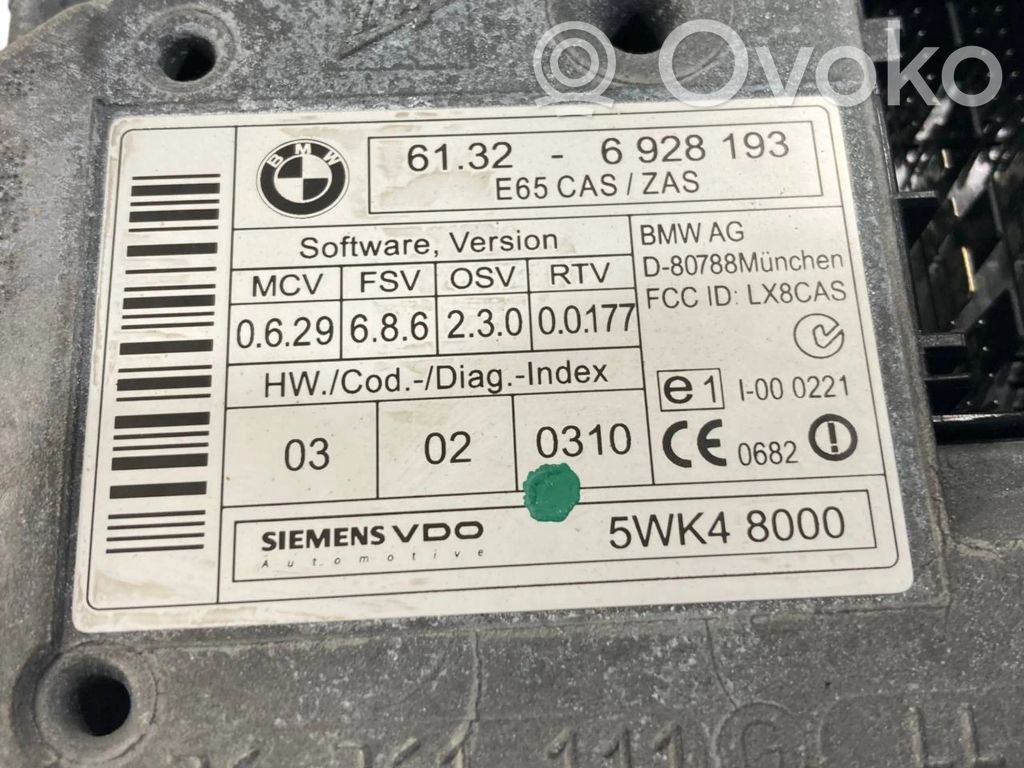 Ovoko
BMW
61.32 - 6 928 193
E65 CAS / ZAS
Software, Version
MCV FSV OSV RTV
0.6.29 6.8.6 2.3.0 0.0.177
HW./Cod.-/Diag.-Index
03 02 0310
BMW AG
D-80788München
FCC ID: LX8CAS
e1 I-00 0221
CE 0682
SIEMENS VDO
Automotive
5WK4 8000